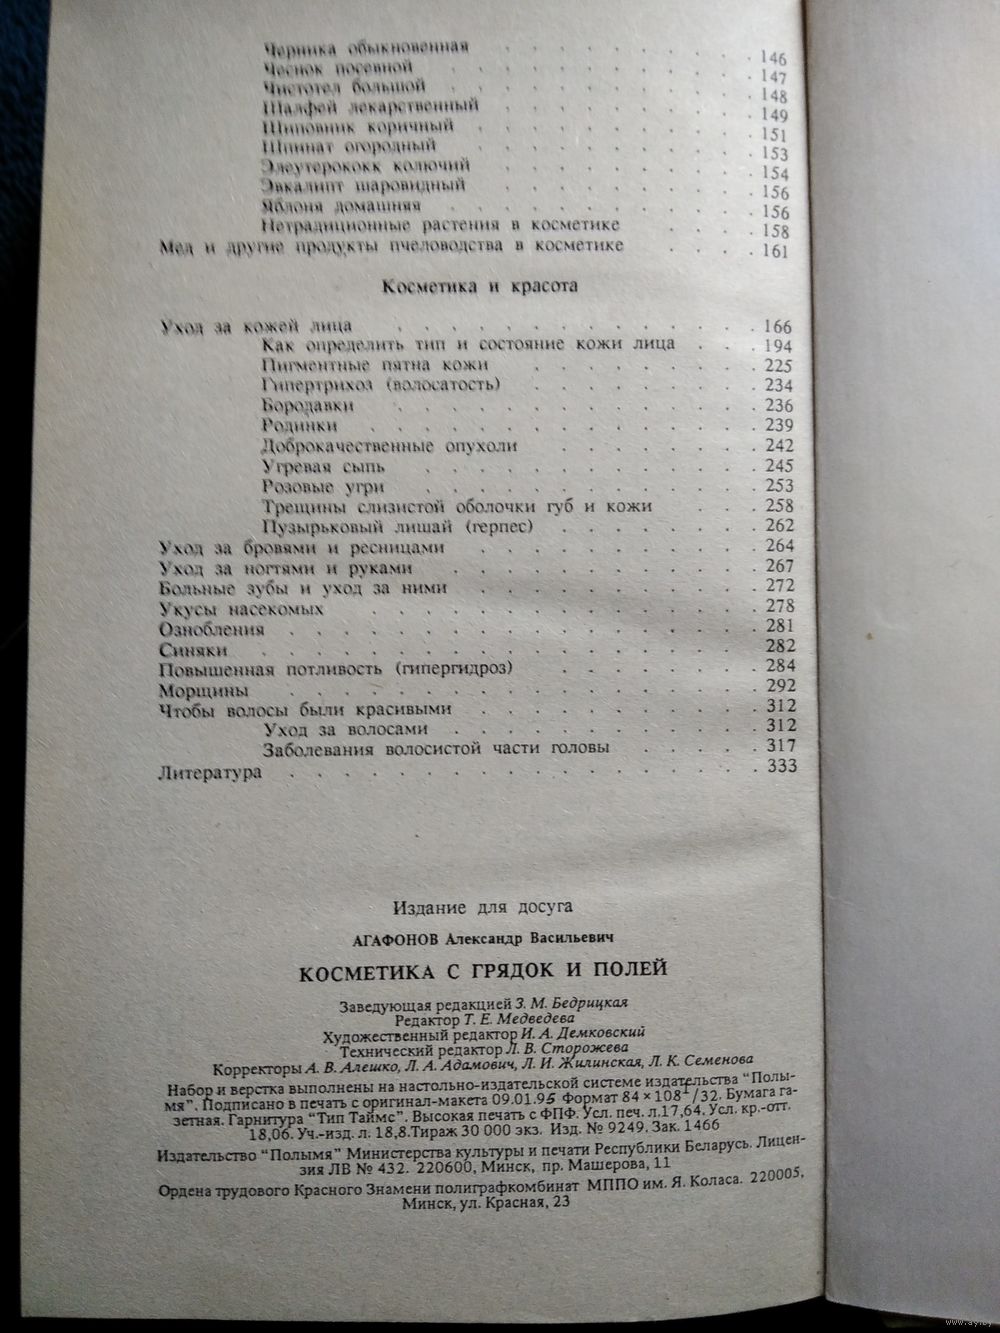 Черника обыкновенная . . . . . . . . . 146
Чеснок посевной . . . . . . . . . . . 147
Чистотел большой . . . . . . . . . . . 148
Шалфей лекарственный . . . . . . . . . 149
Шиповник коричный . . . . . . . . . . 151
Шпинат огородный . . . . . . . . . . . 153
Элеутерококк колючий . . . . . . . . . 154
Эвкалипт шаровидный . . . . . . . . . 156
Яблоня домашняя . . . . . . . . . . . 156
Нетрадиционные растения в косметике . . . . 158
Мед и другие продукты пчеловодства в косметике . . . . 161
Косметика и красота
Уход за кожей лица . . . . . . . . . . . . . . 166
Как определить тип и состояние кожи лица . . . 194
Пигментные пятна кожи . . . . . . . . . 225
Гипертрихоз (волосатость) . . . . . . . . . 234
Бородавки . . . . . . . . . . . . . . 236
Родинки . . . . . . . . . . . . . . . 239
Доброкачественные опухоли . . . . . . . . 242
Угревая сыпь . . . . . . . . . . . . . 245
Розовые угри . . . . . . . . . . . . . 253
Трещины слизистой оболочки губ и кожи . . . 258
Пузырьковый лишай (герпес) . . . . . . . . 262
Уход за бровями и ресницами . . . . . . . . . . . 264
Уход за ногтями и руками . . . . . . . . . . . . 267
Больные зубы и уход за ними . . . . . . . . . . . 272
Укусы насекомых . . . . . . . . . . . . . . . 278
Ознобления . . . . . . . . . . . . . . . . . . 281
Синяки . . . . . . . . . . . . . . . . . . . 282
Повышенная потливость (гипергидроз) . . . . . . . . 284
Морщины . . . . . . . . . . . . . . . . . . 292
Чтобы волосы были красивыми . . . . . . . . . . . 312
Уход за волосами . . . . . . . . . . . . 312
Заболевания волосистой части головы . . . . . 317
Литература . . . . . . . . . . . . . . . . . . 333
Издание для досуга
АГАФОНОВ Александр Васильевич
КОСМЕТИКА С ГРЯДОК И ПОЛЕЙ
Заведующая редакцией З. М. Бедрицкая
Редактор Т. Е. Медведева
Художественный редактор И. А. Демковский
Технический редактор Л. В. Сторожева
Корректоры А. В. Алешко, Л. А. Адамович, Л. И. Жилинская, Л. К. Семенова
Набор и верстка выполнены на настольно-издательской системе издательства "Полы-
мя". Подписано в печать с оригинал-макета 09.01.95 Формат 84×108 1/32. Бумага га-
зетная. Гарнитура "Тип Таймс". Высокая печать с ФПФ. Усл. печ. л.17,64. Усл. кр.-отт.
18,06. Уч.-изд. л. 18,8.Тираж 30 000 экз. Изд. № 9249. Зак. 1466
Издательство "Полымя" Министерства культуры и печати Республики Беларусь. Лицен-
зия ЛВ № 432. 220600, Минск, пр. Машерова, 11
Ордена трудового Красного Знамени полиграфкомбинат МППО им. Я. Коласа. 220005,
Минск, ул. Красная, 23
www.ay.by